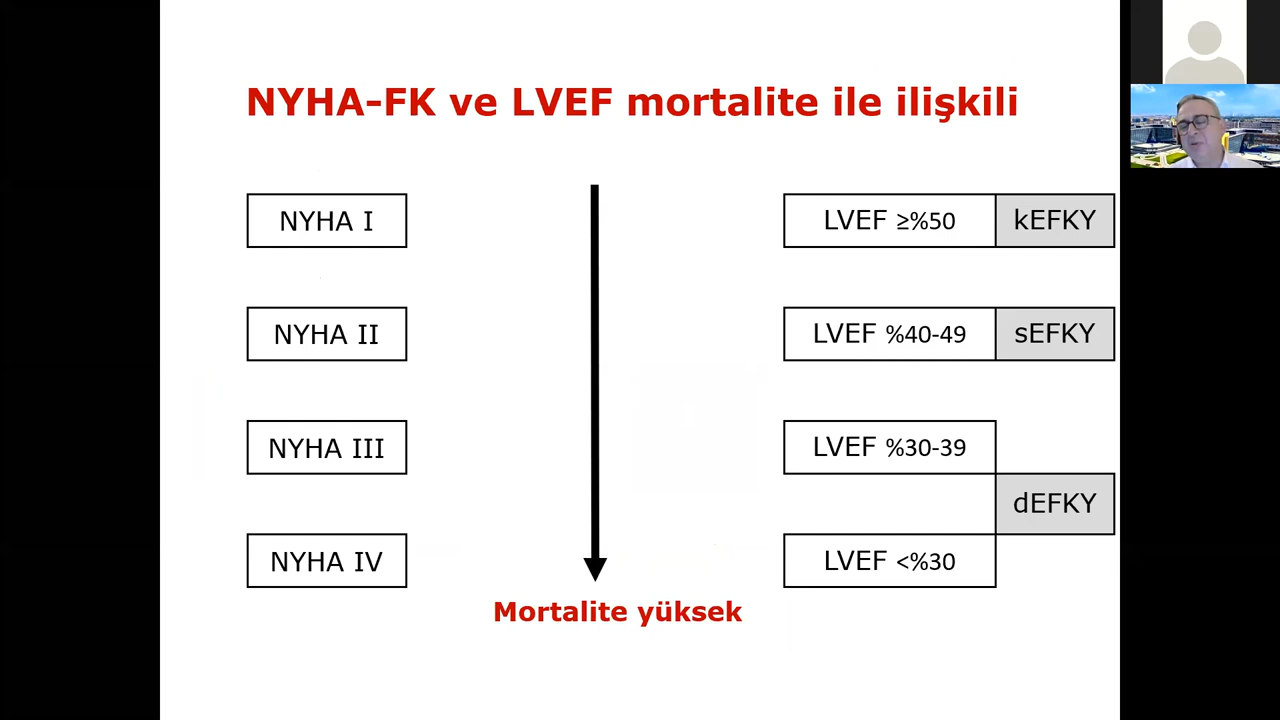 NYHA-FK ve LVEF mortalite ile ilişkili
NYHA I
LVEF ≥%50 kEFKY
NYHA II
LVEF %40-49 sEFKY
NYHA III
LVEF %30-39
dEFKY
NYHA IV
LVEF <%30
Mortalite yüksek